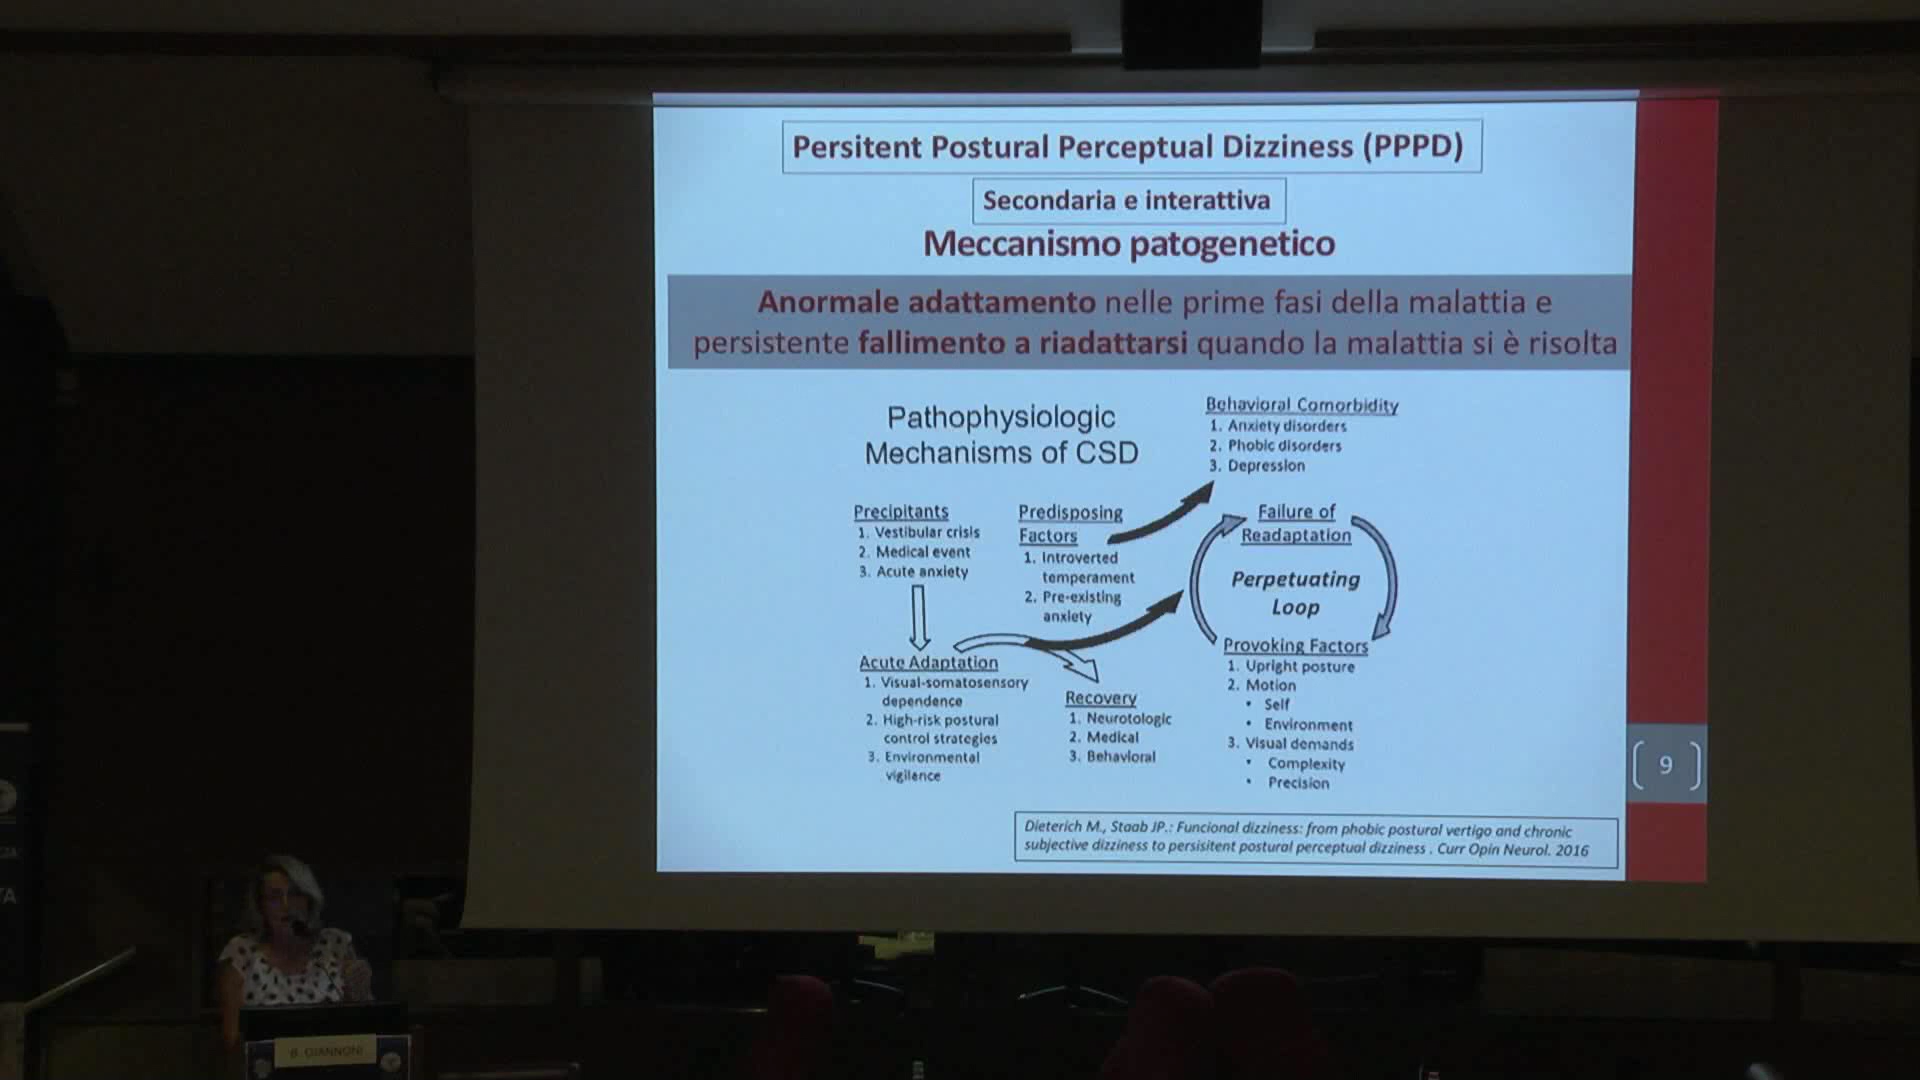 Persitent Postural Perceptual Dizziness (PPPD)
Secondaria e interattiva
Meccanismo patogenetico
Anormale adattamento nelle prime fasi della malattia e
persistente fallimento a riadattarsi quando la malattia si è risolta
Pathophysiologic
Mechanisms of CSD
Behavioral Comorbidity
1. Anxiety disorders
2. Phobic disorders
3. Depression
Precipitants
1. Vestibular crisis
2. Medical event
3. Acute anxiety
Predisposing
Factors
1. Introverted
temperament
2. Pre-existing
anxiety
Failure of
Readaptation
Perpetuating
Loop
Acute Adaptation
1. Visual-somatosensory
dependence
2. High-risk postural
control strategies
3. Environmental
vigilence
Recovery
1. Neurotologic
2. Medical
3. Behavioral
Provoking Factors
1. Upright posture
2. Motion
• Self
• Environment
3. Visual demands
• Complexity
• Precision
9
Dieterich M., Staab JP.: Funcional dizziness: from phobic postural vertigo and chronic
subjective dizziness to persisitent postural perceptual dizziness . Curr Opin Neurol. 2016
B. GIANNONI